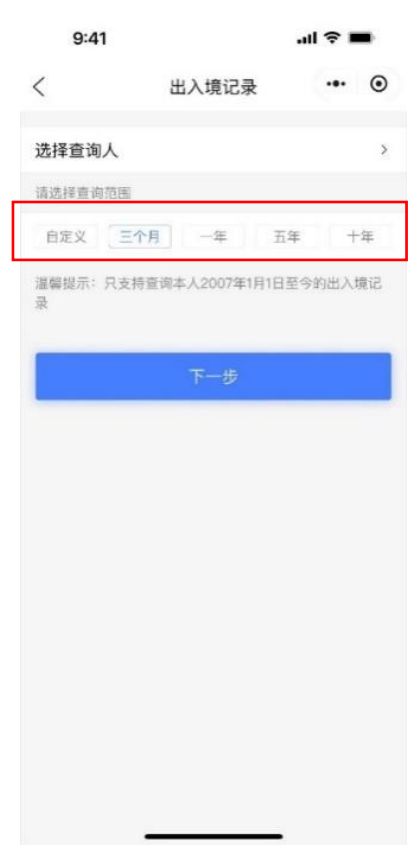 9:41
出入境记录
选择查询人
请选择查询范围
自定义 三个月 一年 五年 十年
温馨提示：只支持查询本人2007年1月1日至今的出入境记
录
下一步